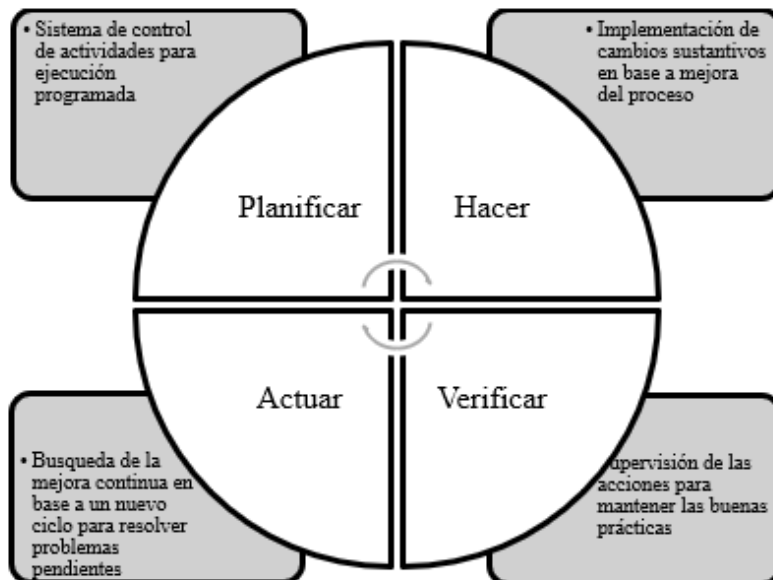 • Sistema de control
de actividades para
ejecución
programada
• Implementación de
cambios sustantivos
en base a mejora
del proceso
Planificar
Hacer
Actuar
Verificar
• Busqueda de la
mejora continua en
base a un nuevo
ciclo para resolver
problemas
pendientes
upervisión de las
acciones para
mantener las buenas
prácticas